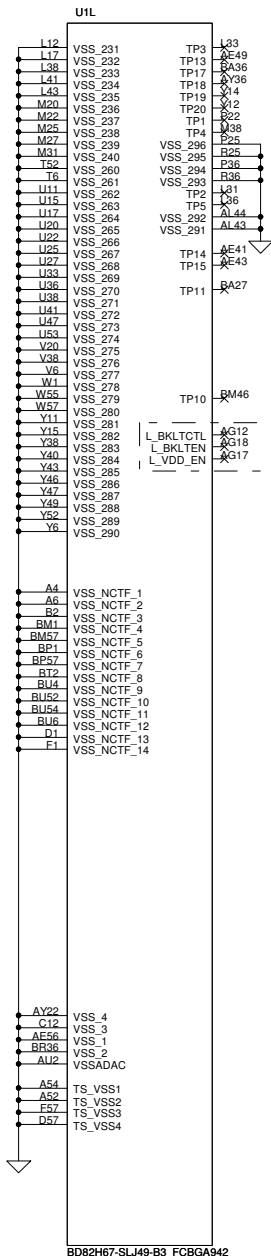 U1L
L12 VSS_231 TP3 L33
L17 VSS_232 TP13 AE49
L38 VSS_233 TP17 BA36
L41 VSS_234 TP18 AY36
L43 VSS_235 TP19 Y14
M20 VSS_236 TP20 Y12
M22 VSS_237 TP1 P22
M25 VSS_238 TP4 M38
M27 VSS_239 VSS_296 P25
M31 VSS_240 VSS_295 R25
T52 VSS_260 VSS_294 P36
T6 VSS_261 VSS_293 R36
U11 VSS_262 TP2 L31
U15 VSS_263 TP5 L36
U17 VSS_264 VSS_292 AL44
U20 VSS_265 VSS_291 AL43
U22 VSS_266
U25 VSS_267 TP14 AE41
U27 VSS_268 TP15 AE43
U33 VSS_269
U36 VSS_270 TP11 BA27
U38 VSS_271
U41 VSS_272
U47 VSS_273
U53 VSS_274
V20 VSS_275
V38 VSS_276
V6 VSS_277
W1 VSS_278
W55 VSS_279 TP10 BM46
W57 VSS_280
Y11 VSS_281
Y15 VSS_282 L_BKLTCTL AG12
Y38 VSS_283 L_BKLTEN AG18
Y40 VSS_284 L_VDD_EN AG17
Y43 VSS_285
Y46 VSS_286
Y47 VSS_287
Y49 VSS_288
Y52 VSS_289
Y6 VSS_290
A4 VSS_NCTF_1
A6 VSS_NCTF_2
B2 VSS_NCTF_3
BM1 VSS_NCTF_4
BM57 VSS_NCTF_5
BP1 VSS_NCTF_6
BP57 VSS_NCTF_7
BT2 VSS_NCTF_8
BU4 VSS_NCTF_9
BU52 VSS_NCTF_10
BU54 VSS_NCTF_11
BU6 VSS_NCTF_12
D1 VSS_NCTF_13
F1 VSS_NCTF_14
AY22 VSS_4
C12 VSS_3
AE56 VSS_1
BR36 VSS_2
AU2 VSSADAC
A54 TS_VSS1
A52 TS_VSS2
F57 TS_VSS3
D57 TS_VSS4
BD82H67-SLJ49-B3_FCBGA942